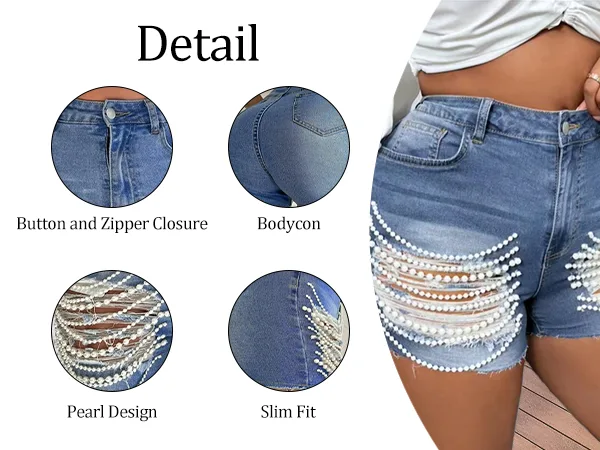 Detail
Button and Zipper Closure
Bodycon
Pearl Design
Slim Fit